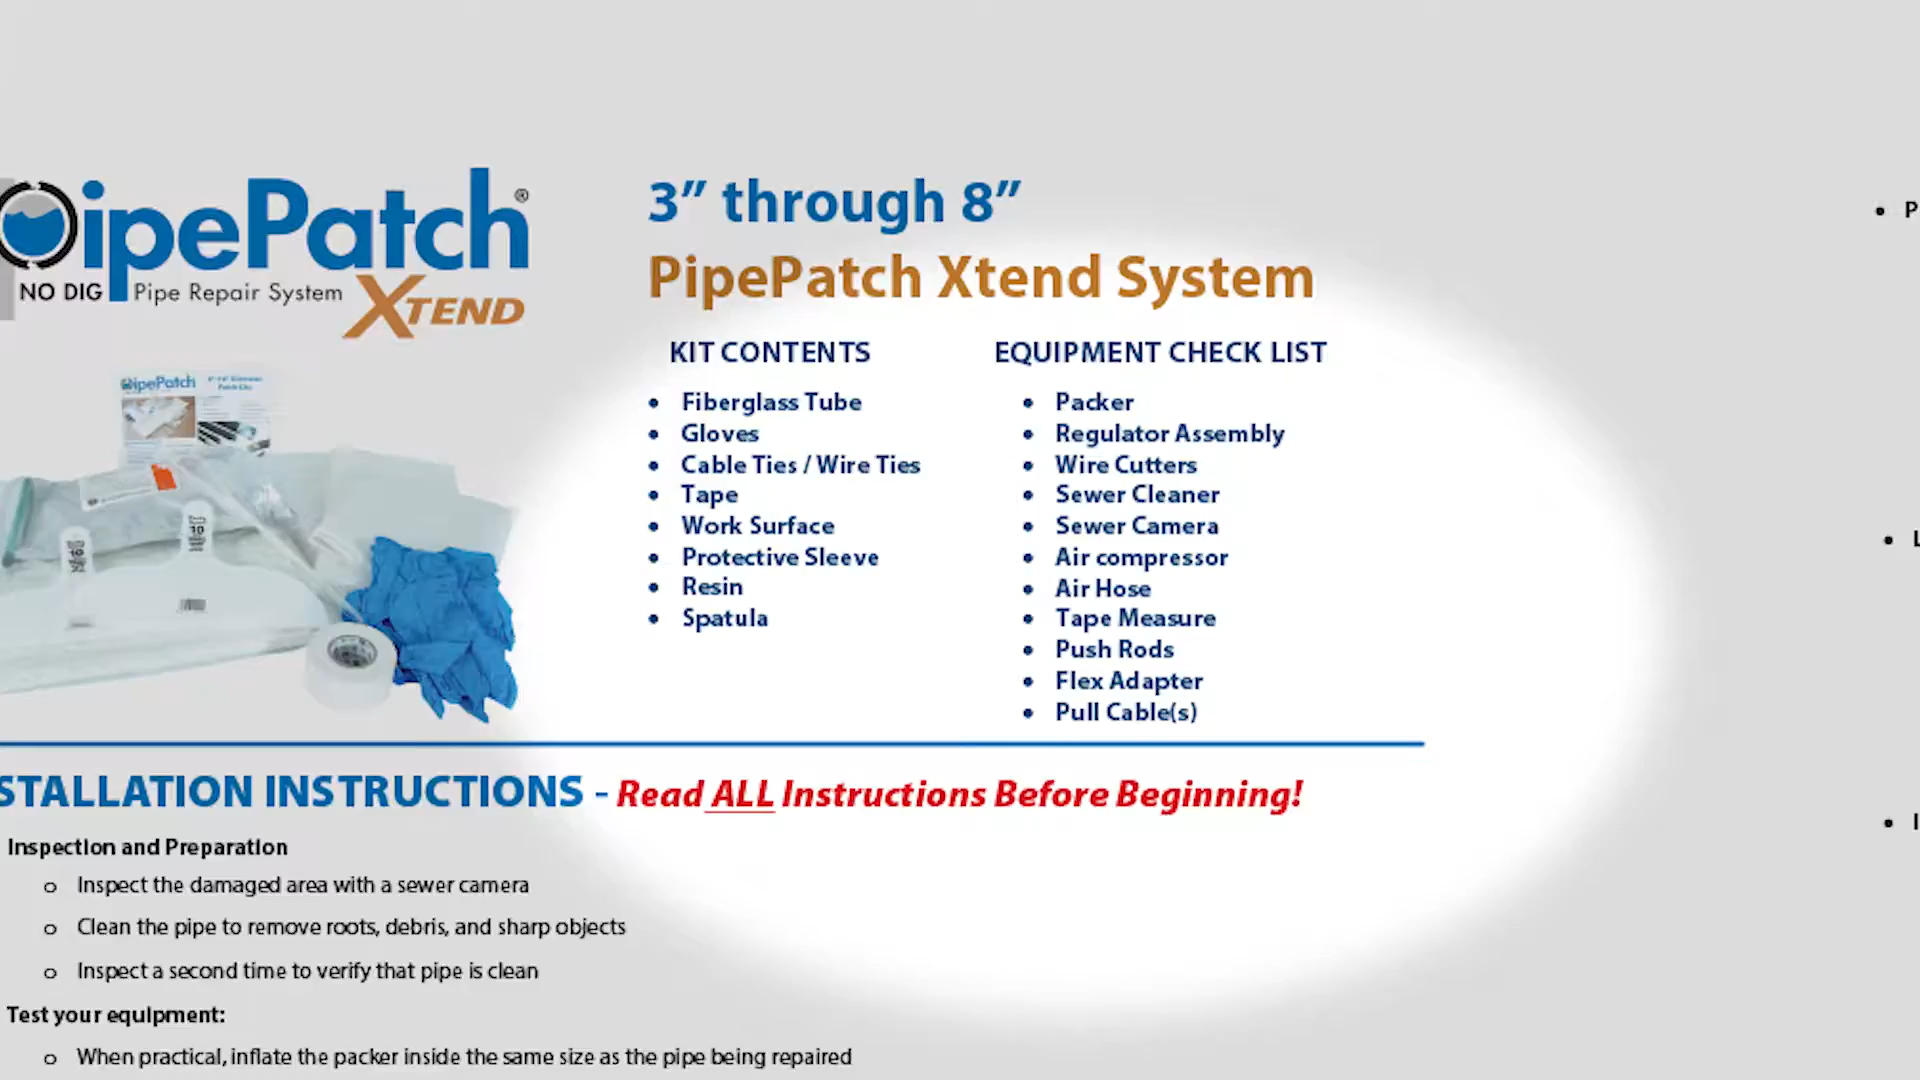 PipePatch®
NO DIG Pipe Repair System XTEND
3” through 8”
PipePatch Xtend System
KIT CONTENTS
• Fiberglass Tube
• Gloves
• Cable Ties / Wire Ties
• Tape
• Work Surface
• Protective Sleeve
• Resin
• Spatula
EQUIPMENT CHECK LIST
• Packer
• Regulator Assembly
• Wire Cutters
• Sewer Cleaner
• Sewer Camera
• Air compressor
• Air Hose
• Tape Measure
• Push Rods
• Flex Adapter
• Pull Cable(s)
PipePatch
10
10
STALLATION INSTRUCTIONS - Read ALL Instructions Before Beginning!
Inspection and Preparation
o Inspect the damaged area with a sewer camera
o Clean the pipe to remove roots, debris, and sharp objects
o Inspect a second time to verify that pipe is clean
Test your equipment:
o When practical, inflate the packer inside the same size as the pipe being repaired
• P